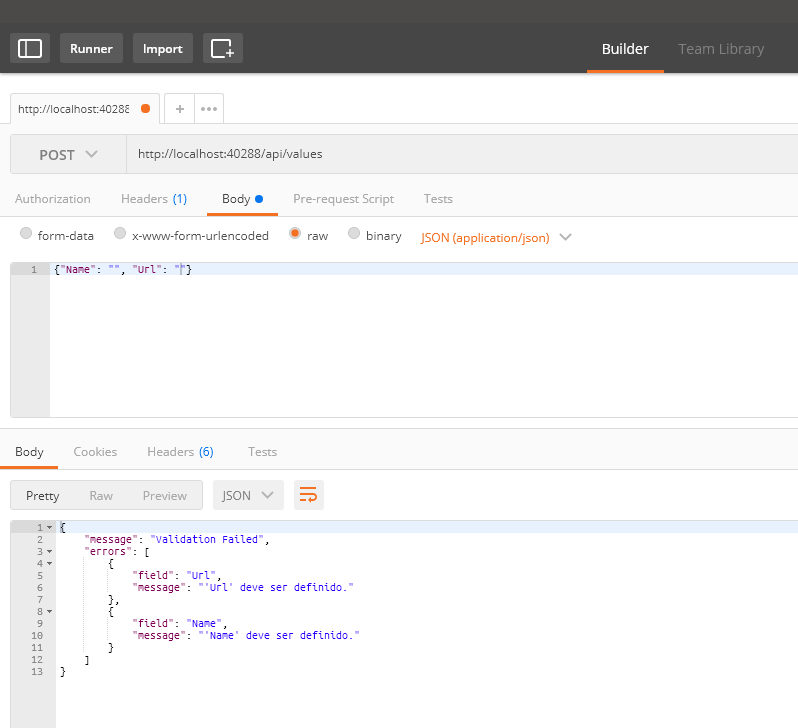 Runner Import Builder Team Library
http://localhost:40288 + •••
POST http://localhost:40288/api/values
Authorization Headers (1) Body Pre-request Script Tests
form-data x-www-form-urlencoded raw binary JSON (application/json)
1 {"Name": "", "Url": ""}
Body Cookies Headers (6) Tests
Pretty Raw Preview JSON
1 {
2 "message": "Validation Failed",
3 "errors": [
4 {
5 "field": "Url",
6 "message": "'Url' deve ser definido."
7 },
8 {
9 "field": "Name",
10 "message": "'Name' deve ser definido."
11 }
12 ]
13 }